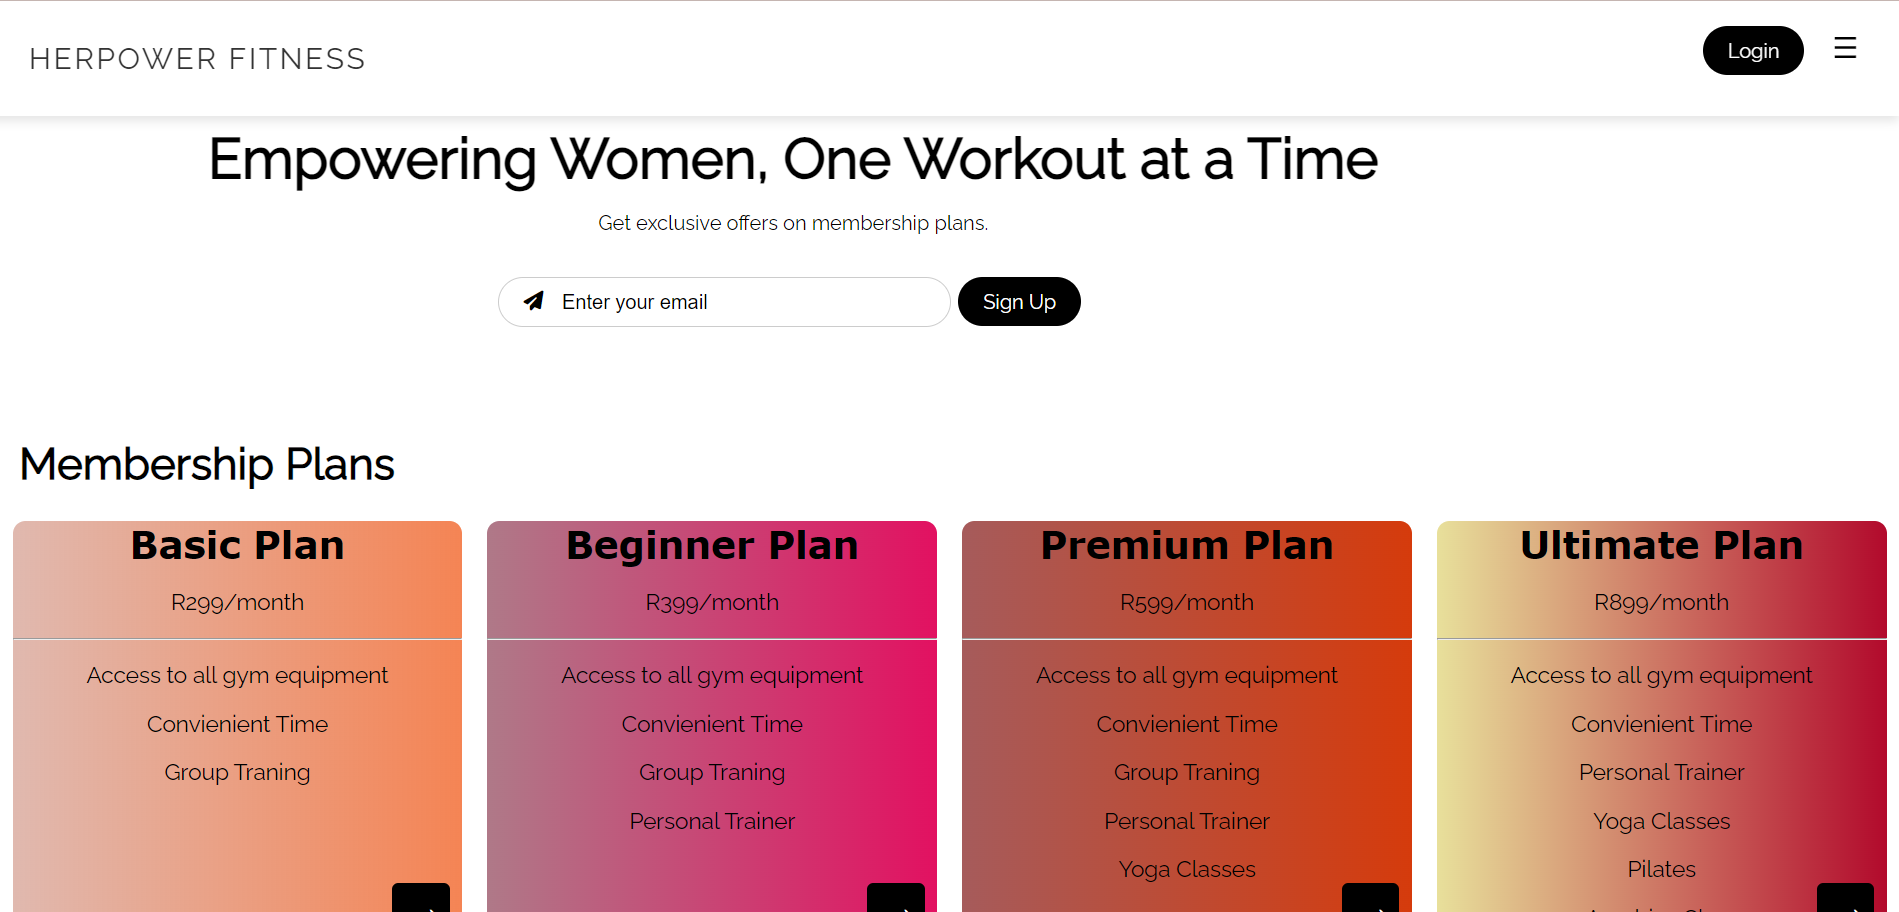 HERPOWER FITNESS
Login
Empowering Women, One Workout at a Time
Get exclusive offers on membership plans.
Enter your email
Sign Up
Membership Plans
Basic Plan
R299/month
Access to all gym equipment
Convienient Time
Group Traning
Beginner Plan
R399/month
Access to all gym equipment
Convienient Time
Group Traning
Personal Trainer
Premium Plan
R599/month
Access to all gym equipment
Convienient Time
Group Traning
Personal Trainer
Yoga Classes
Ultimate Plan
R899/month
Access to all gym equipment
Convienient Time
Personal Trainer
Yoga Classes
Pilates